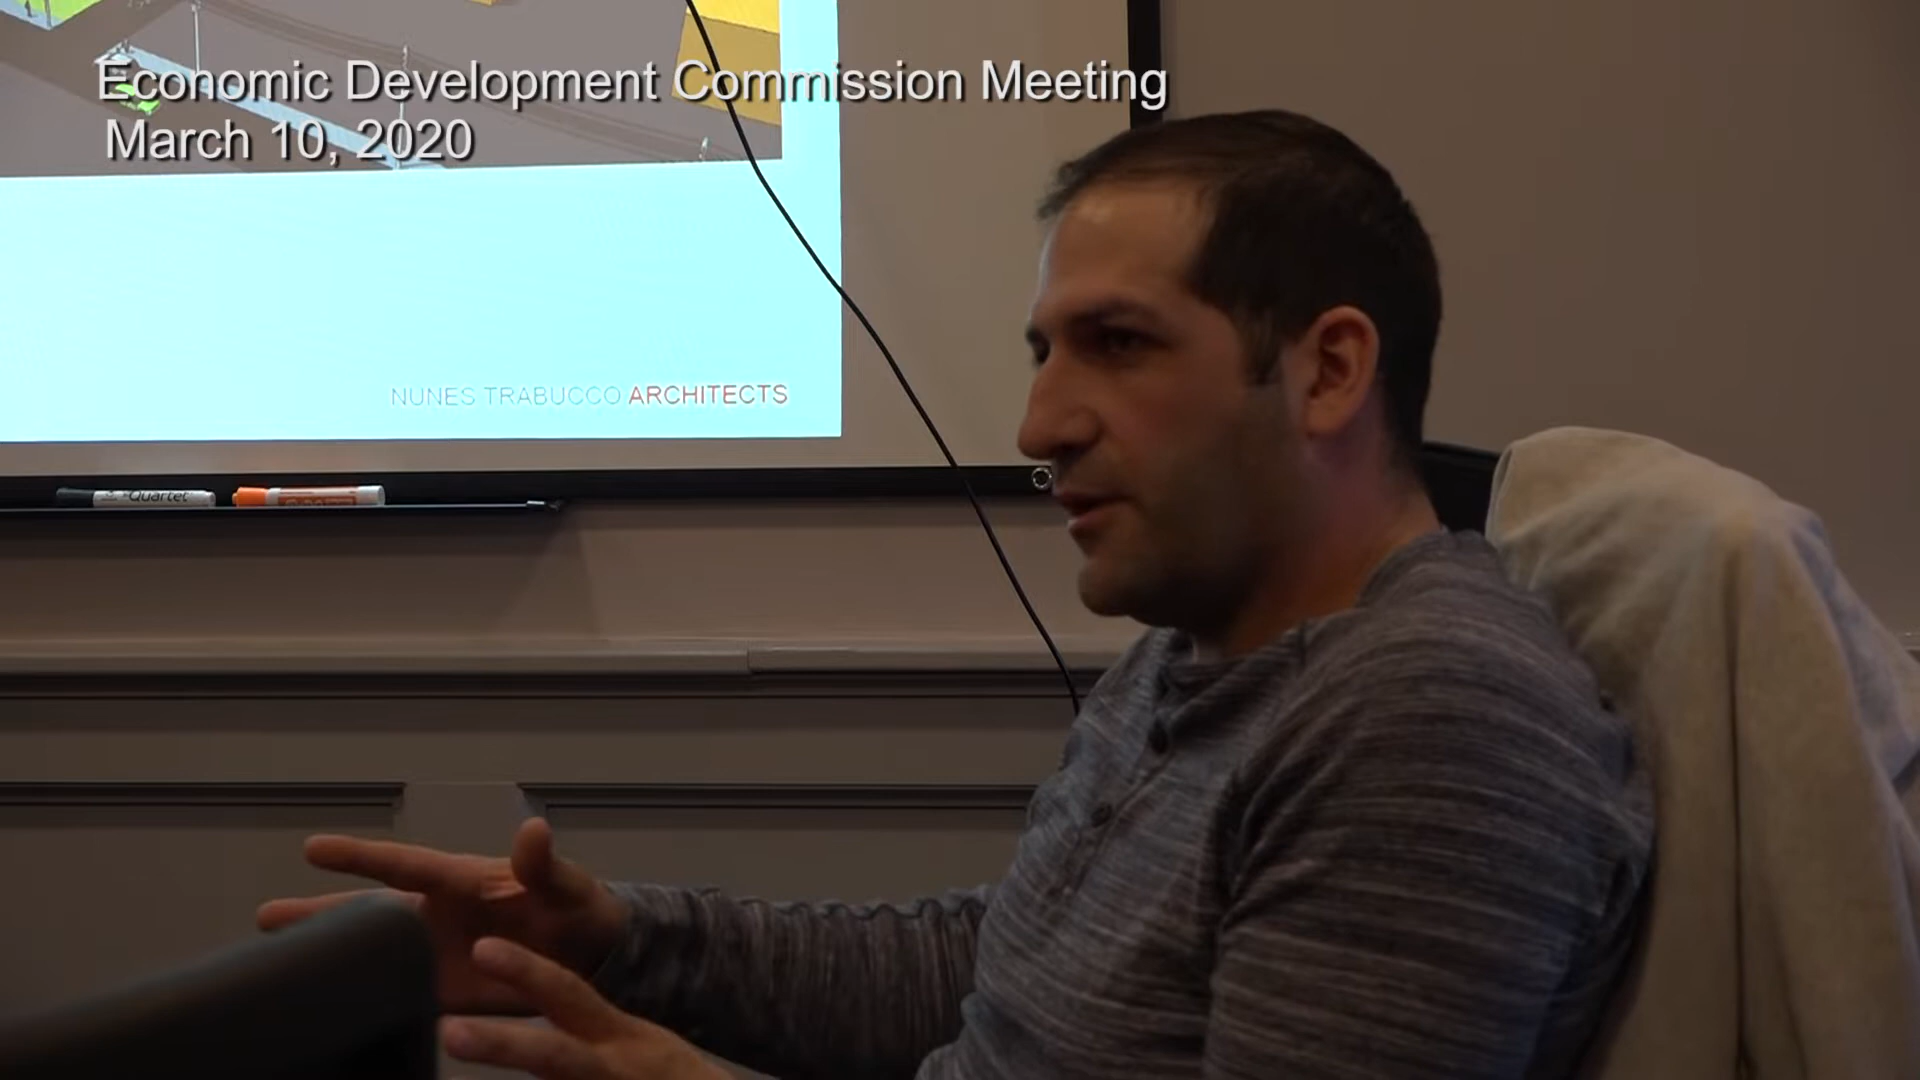 Economic Development Commission Meeting
March 10, 2020
NUNES TRABUCCO ARCHITECTS
Quartet